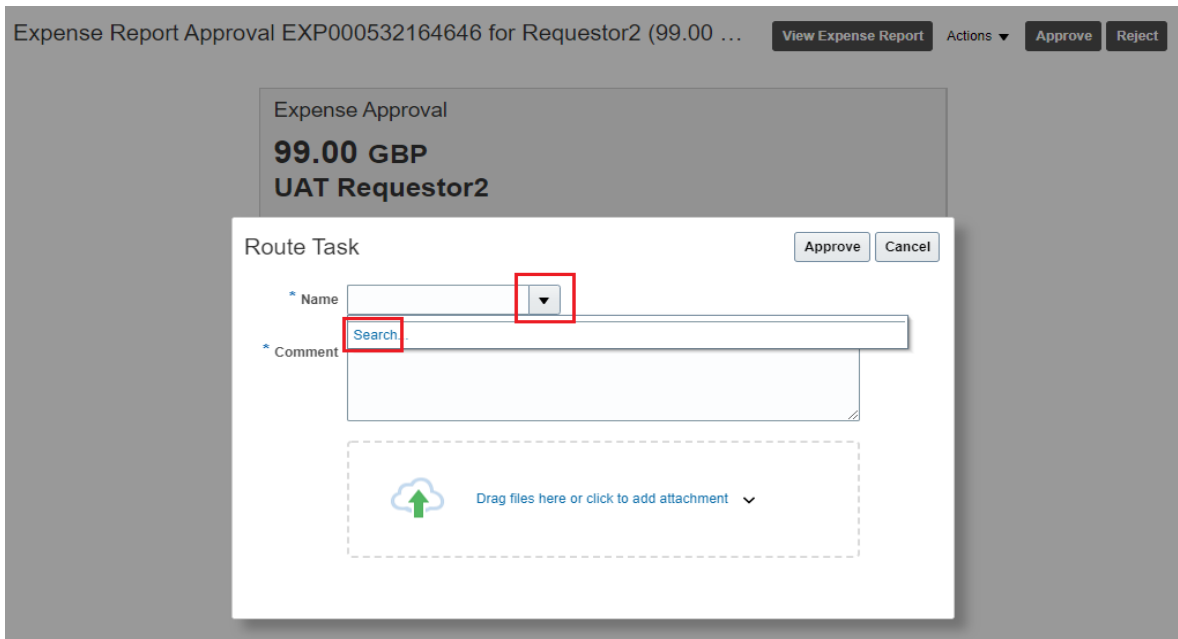 Expense Report Approval EXP000532164646 for Requestor2 (99.00 ... View Expense Report Actions Approve Reject
Expense Approval
99.00 GBP
UAT Requestor2
Route Task Approve Cancel
* Name
Search...
* Comment
Drag files here or click to add attachment